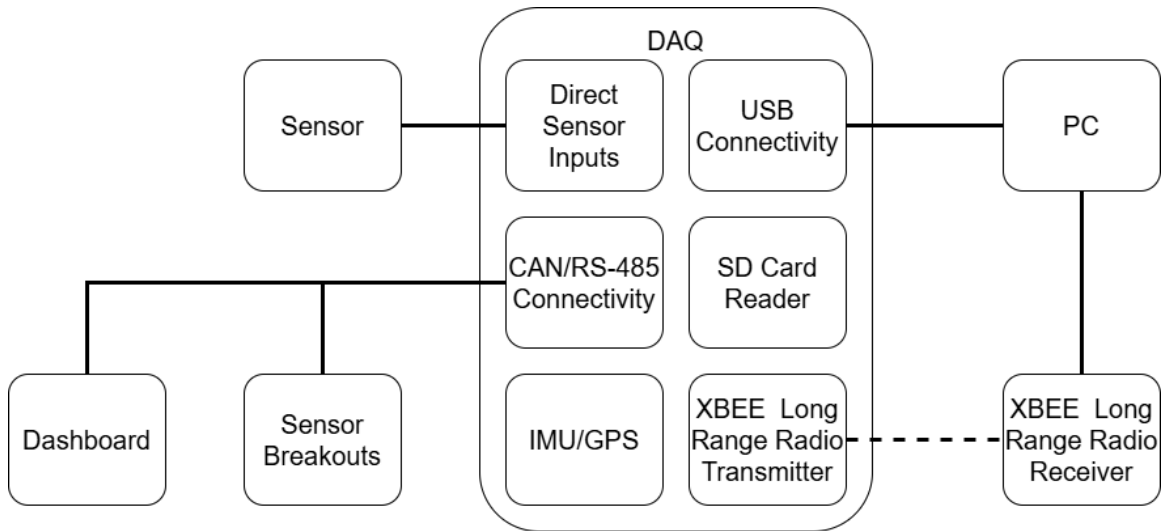 DAQ
Sensor
Direct
Sensor
Inputs
USB
Connectivity
PC
CAN/RS-485
Connectivity
SD Card
Reader
Dashboard
Sensor
Breakouts
IMU/GPS
XBEE Long
Range Radio
Transmitter
XBEE Long
Range Radio
Receiver